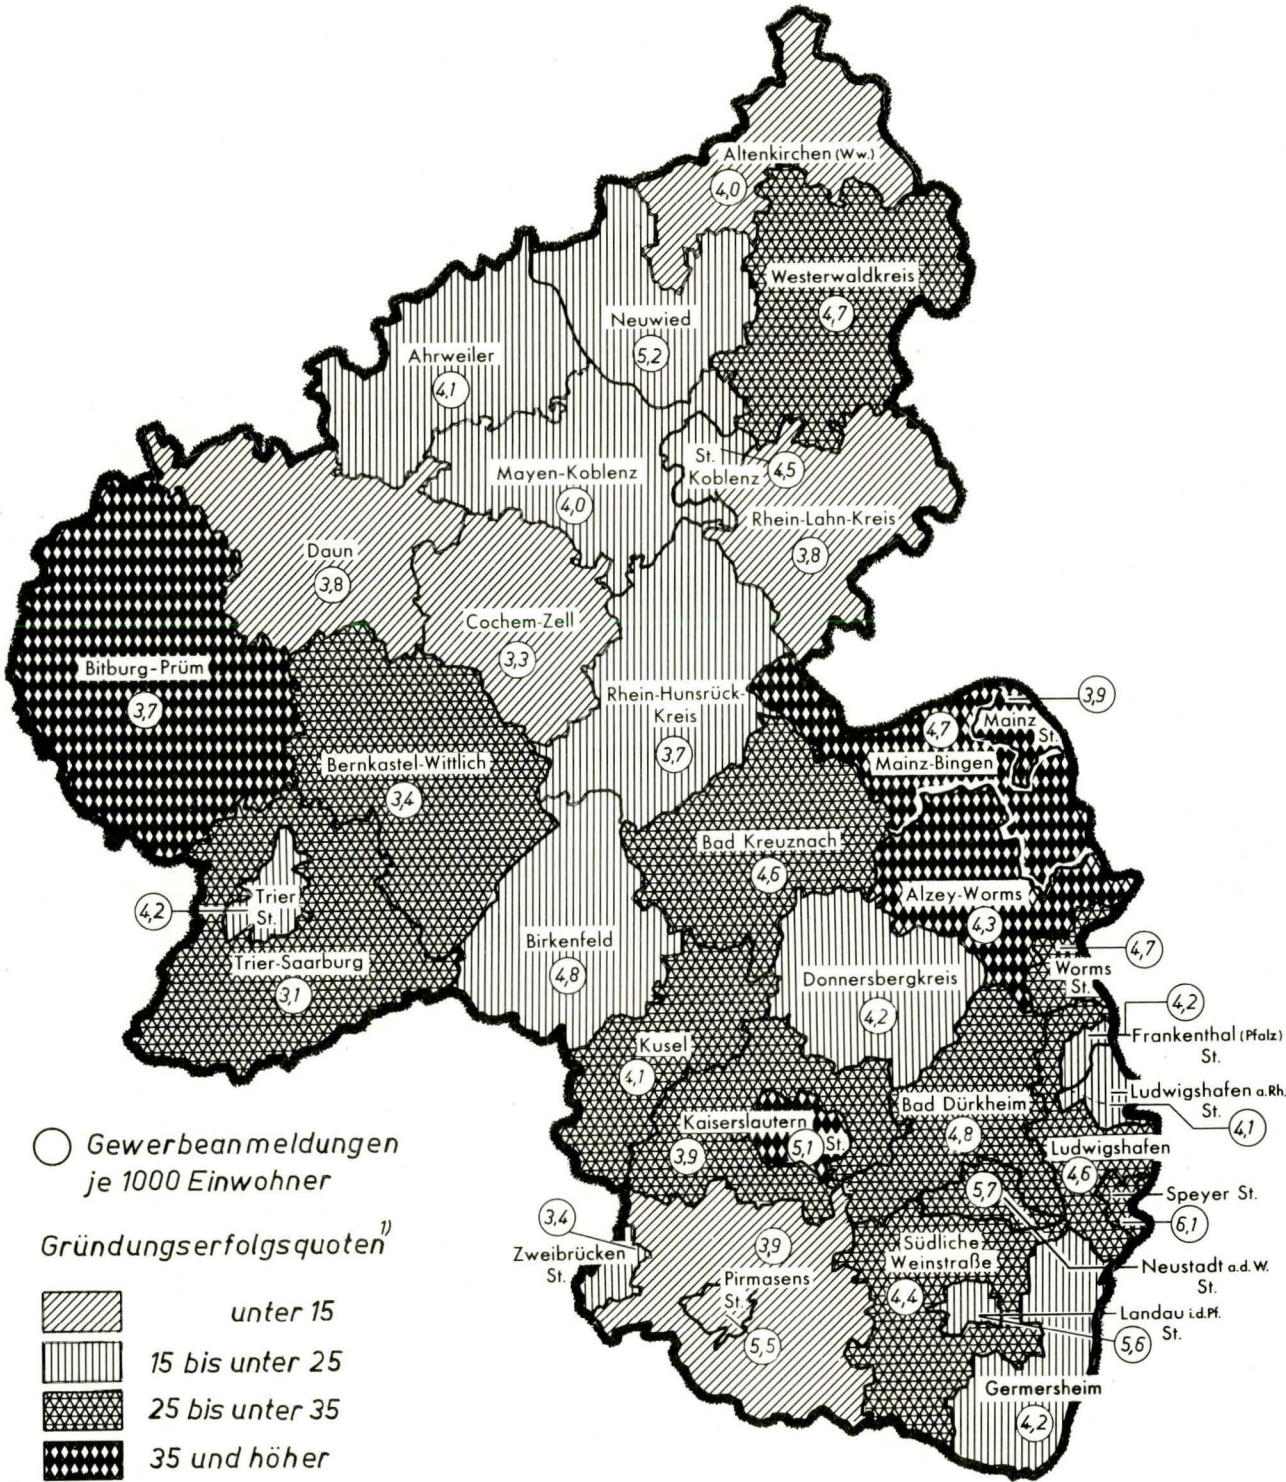 Altenkirchen (Ww.)
4,0
Westerwaldkreis
4,7
Neuwied
5,2
Ahrweiler
4,1
St.
Koblenz
4,5
Mayen-Koblenz
4,0
Rhein-Lahn-Kreis
3,8
Daun
3,8
Cochem-Zell
3,3
Bitburg-Prüm
3,7
Rhein-Hunsrück-
Kreis
3,7
3,9
Mainz
St.
4,7
Mainz-Bingen
Bernkastel-Wittlich
3,4
Bad Kreuznach
4,6
Trier
St.
4,2
Alzey-Worms
4,3
Trier-Saarburg
3,1
Birkenfeld
4,8
Donnersbergkreis
4,2
4,7
Worms
St.
4,2
Frankenthal (Pfalz)
St.
Kusel
4,1
Ludwigshafen a.Rh.
St.
4,1
Bad Dürkheim
4,8
Kaiserslautern
5,1 St.
3,9
Ludwigshafen
4,6
Speyer St.
6,1
5,7
Neustadt a.d.W.
St.
3,4
Zweibrücken
St.
3,9
Pirmasens
St.
5,5
Südliche
Weinstraße
4,4
Landau i.d.Pf.
St.
5,6
Germersheim
4,2
Gewerbeanmeldungen
je 1000 Einwohner
Gründungserfolgsquoten 1)
unter 15
15 bis unter 25
25 bis unter 35
35 und höher